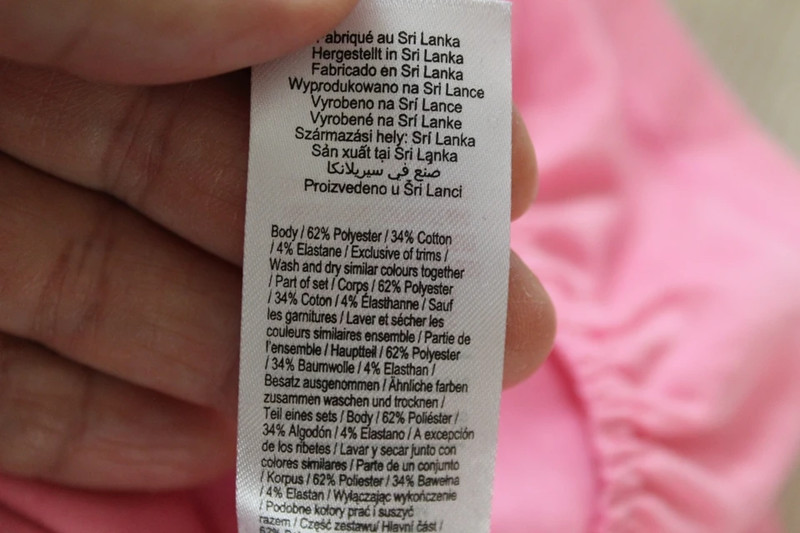 Fabriqué au Sri Lanka
Hergestellt in Sri Lanka
Fabricado en Sri Lanka
Wyprodukowano na Sri Lance
Vyrobeno na Srí Lance
Vyrobené na Srí Lanke
Származási hely: Srí Lanka
Sản xuất tại Sri Lanka
صنع في سيريلانكا
Proizvedeno u Šri Lanci
Body / 62% Polyester / 34% Cotton
/ 4% Elastane / Exclusive of trims /
Wash and dry similar colours together
/ Part of set / Corps / 62% Polyester
/ 34% Coton / 4% Élasthanne / Sauf
les garnitures / Laver et sécher les
couleurs similaires ensemble / Partie de
l'ensemble / Hauptteil / 62% Polyester
/ 34% Baumwolle / 4% Elasthan /
Besatz ausgenommen / Ähnliche farben
zusammen waschen und trocknen /
Teil eines sets / Body / 62% Poliéster /
34% Algodón / 4% Elastano / A excepción
de los ribetes / Lavar y secar junto con
colores similares / Parte de un conjunto
/ Korpus / 62% Poliester / 34% Bawełna
/ 4% Elastan / Wyłączając wykończenie
/ Podobne kolory prać i suszyć
razem / Część zestawu/ Hlavní část /